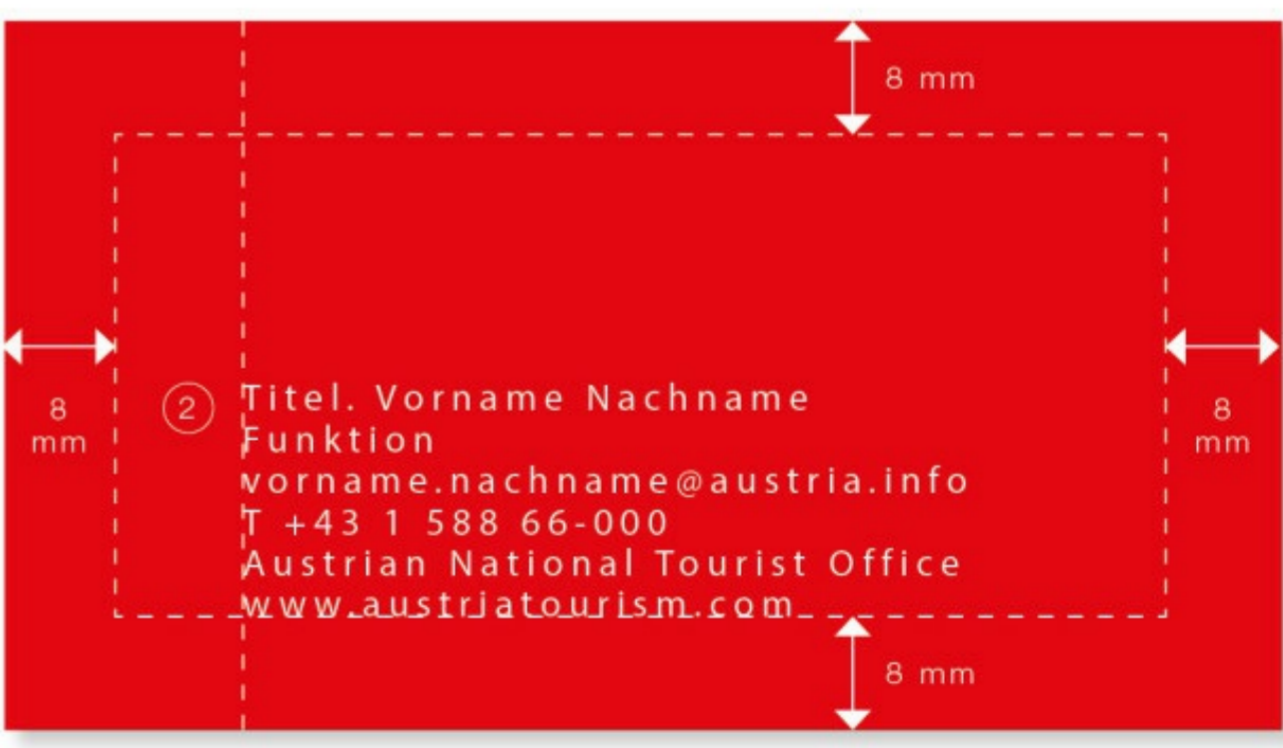 8 mm
8
mm
8
mm
2
Titel. Vorname Nachname
Funktion
vorname.nachname@austria.info
T +43 1 588 66-000
Austrian National Tourist Office
www.austriatourism.com
8 mm